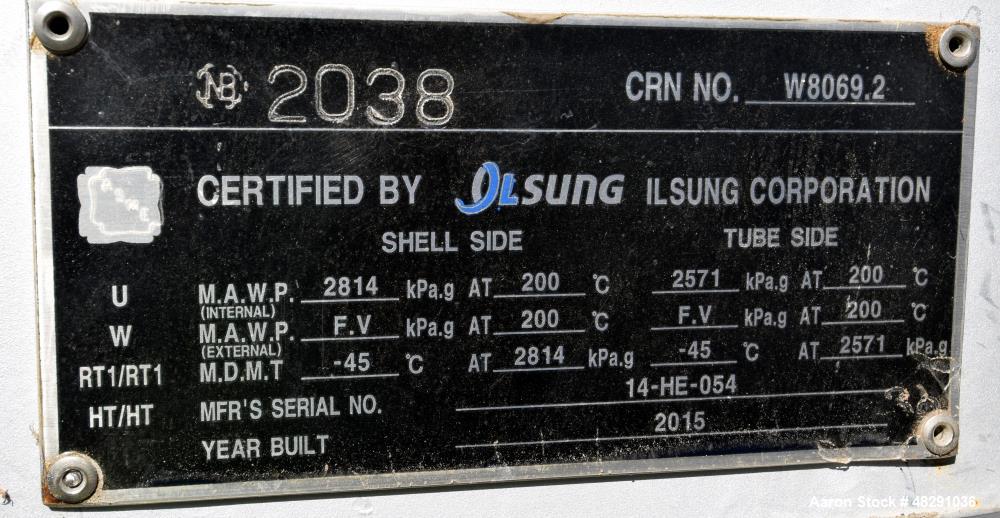 NB 2038 CRN NO. W8069.2
ASME CERTIFIED BY ILSUNG ILSUNG CORPORATION
SHELL SIDE TUBE SIDE
U M.A.W.P. 2814 kPa.g AT 200 ℃ 2571 kPa.g AT 200 ℃
(INTERNAL)
W M.A.W.P. F.V kPa.g AT 200 ℃ F.V kPa.g AT 200 ℃
(EXTERNAL)
RT1/RT1 M.D.M.T -45 ℃ AT 2814 kPa.g -45 ℃ AT 2571 kPa.g
HT/HT MFR'S SERIAL NO. 14-HE-054
YEAR BUILT 2015
Aaron Stock # 48291036